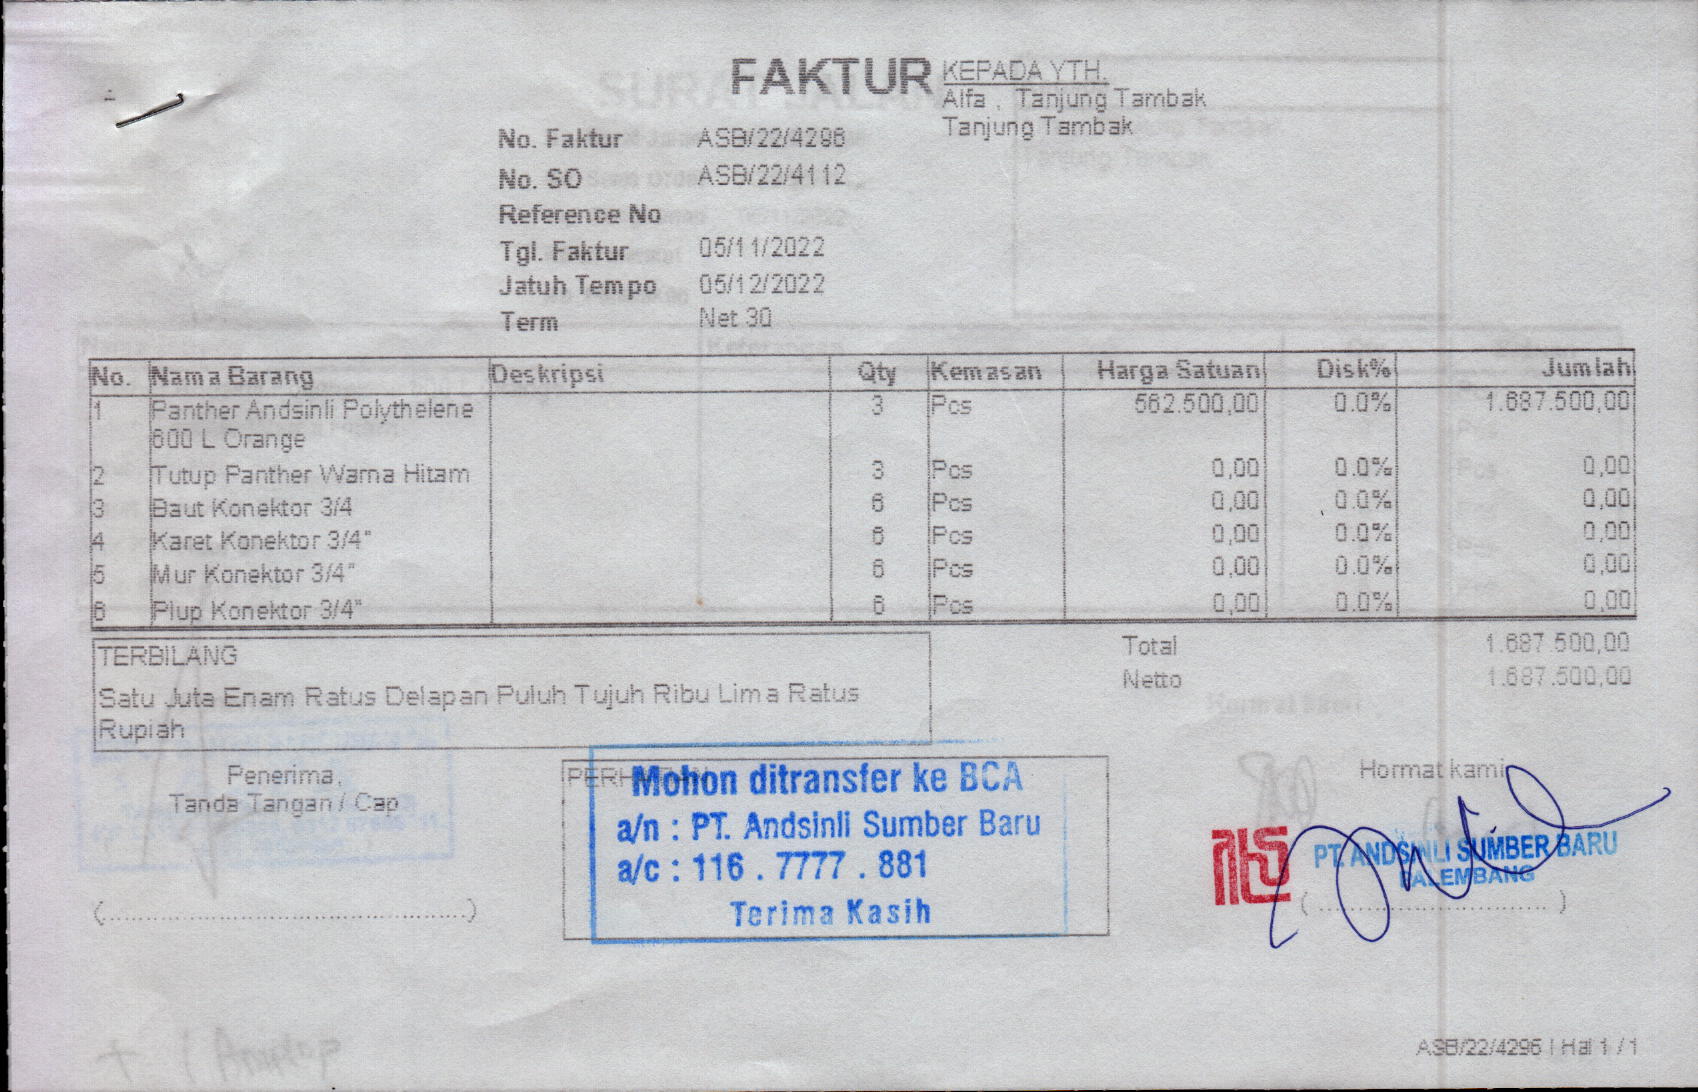 FAKTUR
KEPADA YTH.
Alfa , Tanjung Tambak
Tanjung Tambak
No. Faktur ASB/22/4296
No. SO ASB/22/4112
Reference No
Tgl. Faktur 05/11/2022
Jatuh Tempo 05/12/2022
Term Net 30
No. Nama Barang Deskripsi Qty Kemasan Harga Satuan Disk% Jumlah
1 Panther Andsinli Polythelene 3 Pcs 562.500,00 0.0% 1.687.500,00
600 L Orange
2 Tutup Panther Warna Hitam 3 Pcs 0,00 0.0% 0,00
3 Baut Konektor 3/4 6 Pcs 0,00 0.0% 0,00
4 Karet Konektor 3/4" 6 Pcs 0,00 0.0% 0,00
5 Mur Konektor 3/4" 6 Pcs 0,00 0.0% 0,00
6 Plup Konektor 3/4" 6 Pcs 0,00 0.0% 0,00
TERBILANG
Satu Juta Enam Ratus Delapan Puluh Tujuh Ribu Lima Ratus
Rupiah
Total 1.687.500,00
Netto 1.687.500,00
Penerima,
Tanda Tangan / Cap
(........................................)
Mohon ditransfer ke BCA
a/n : PT. Andsinli Sumber Baru
a/c : 116 . 7777 . 881
Terima Kasih
Hormat kami
PT. ANDSINLI SUMBER BARU
PALEMBANG
(..........................)
ASB/22/4296 | Hal 1 / 1